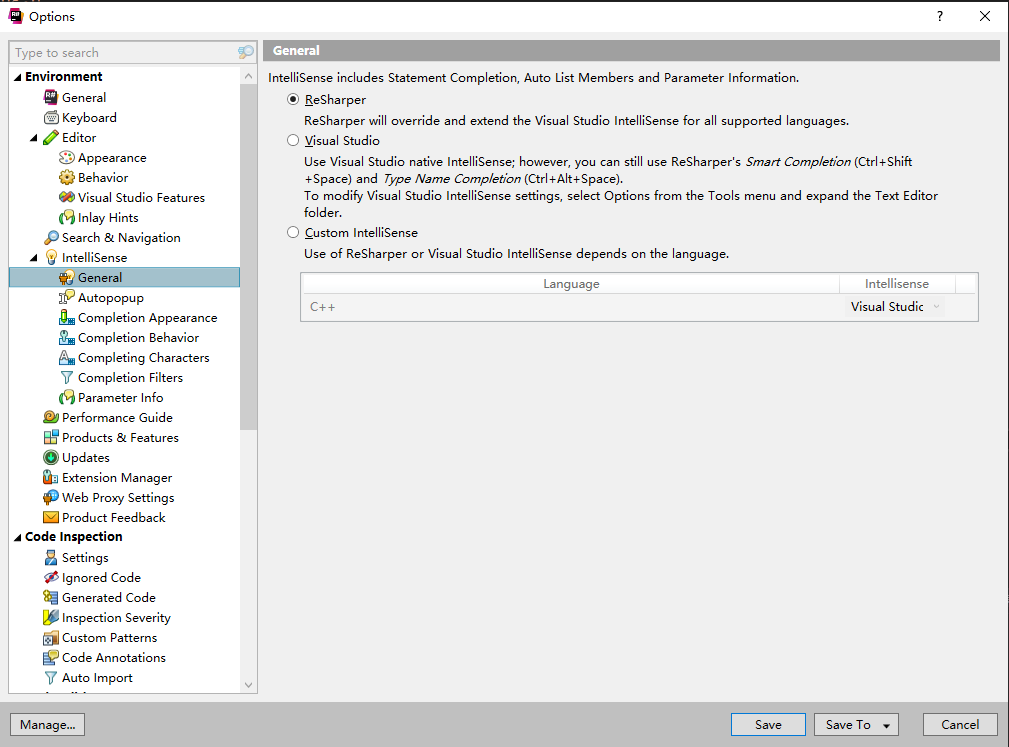 Options
?
Type to search
Environment
General
Keyboard
Editor
Appearance
Behavior
Visual Studio Features
Inlay Hints
Search & Navigation
IntelliSense
General
Autopopup
Completion Appearance
Completion Behavior
Completing Characters
Completion Filters
Parameter Info
Performance Guide
Products & Features
Updates
Extension Manager
Web Proxy Settings
Product Feedback
Code Inspection
Settings
Ignored Code
Generated Code
Inspection Severity
Custom Patterns
Code Annotations
Auto Import
General
IntelliSense includes Statement Completion, Auto List Members and Parameter Information.
ReSharper
ReSharper will override and extend the Visual Studio IntelliSense for all supported languages.
Visual Studio
Use Visual Studio native IntelliSense; however, you can still use ReSharper's Smart Completion (Ctrl+Shift
+Space) and Type Name Completion (Ctrl+Alt+Space).
To modify Visual Studio IntelliSense settings, select Options from the Tools menu and expand the Text Editor
folder.
Custom IntelliSense
Use of ReSharper or Visual Studio IntelliSense depends on the language.
Language Intellisense
C++ Visual Studic
Manage... Save Save To Cancel